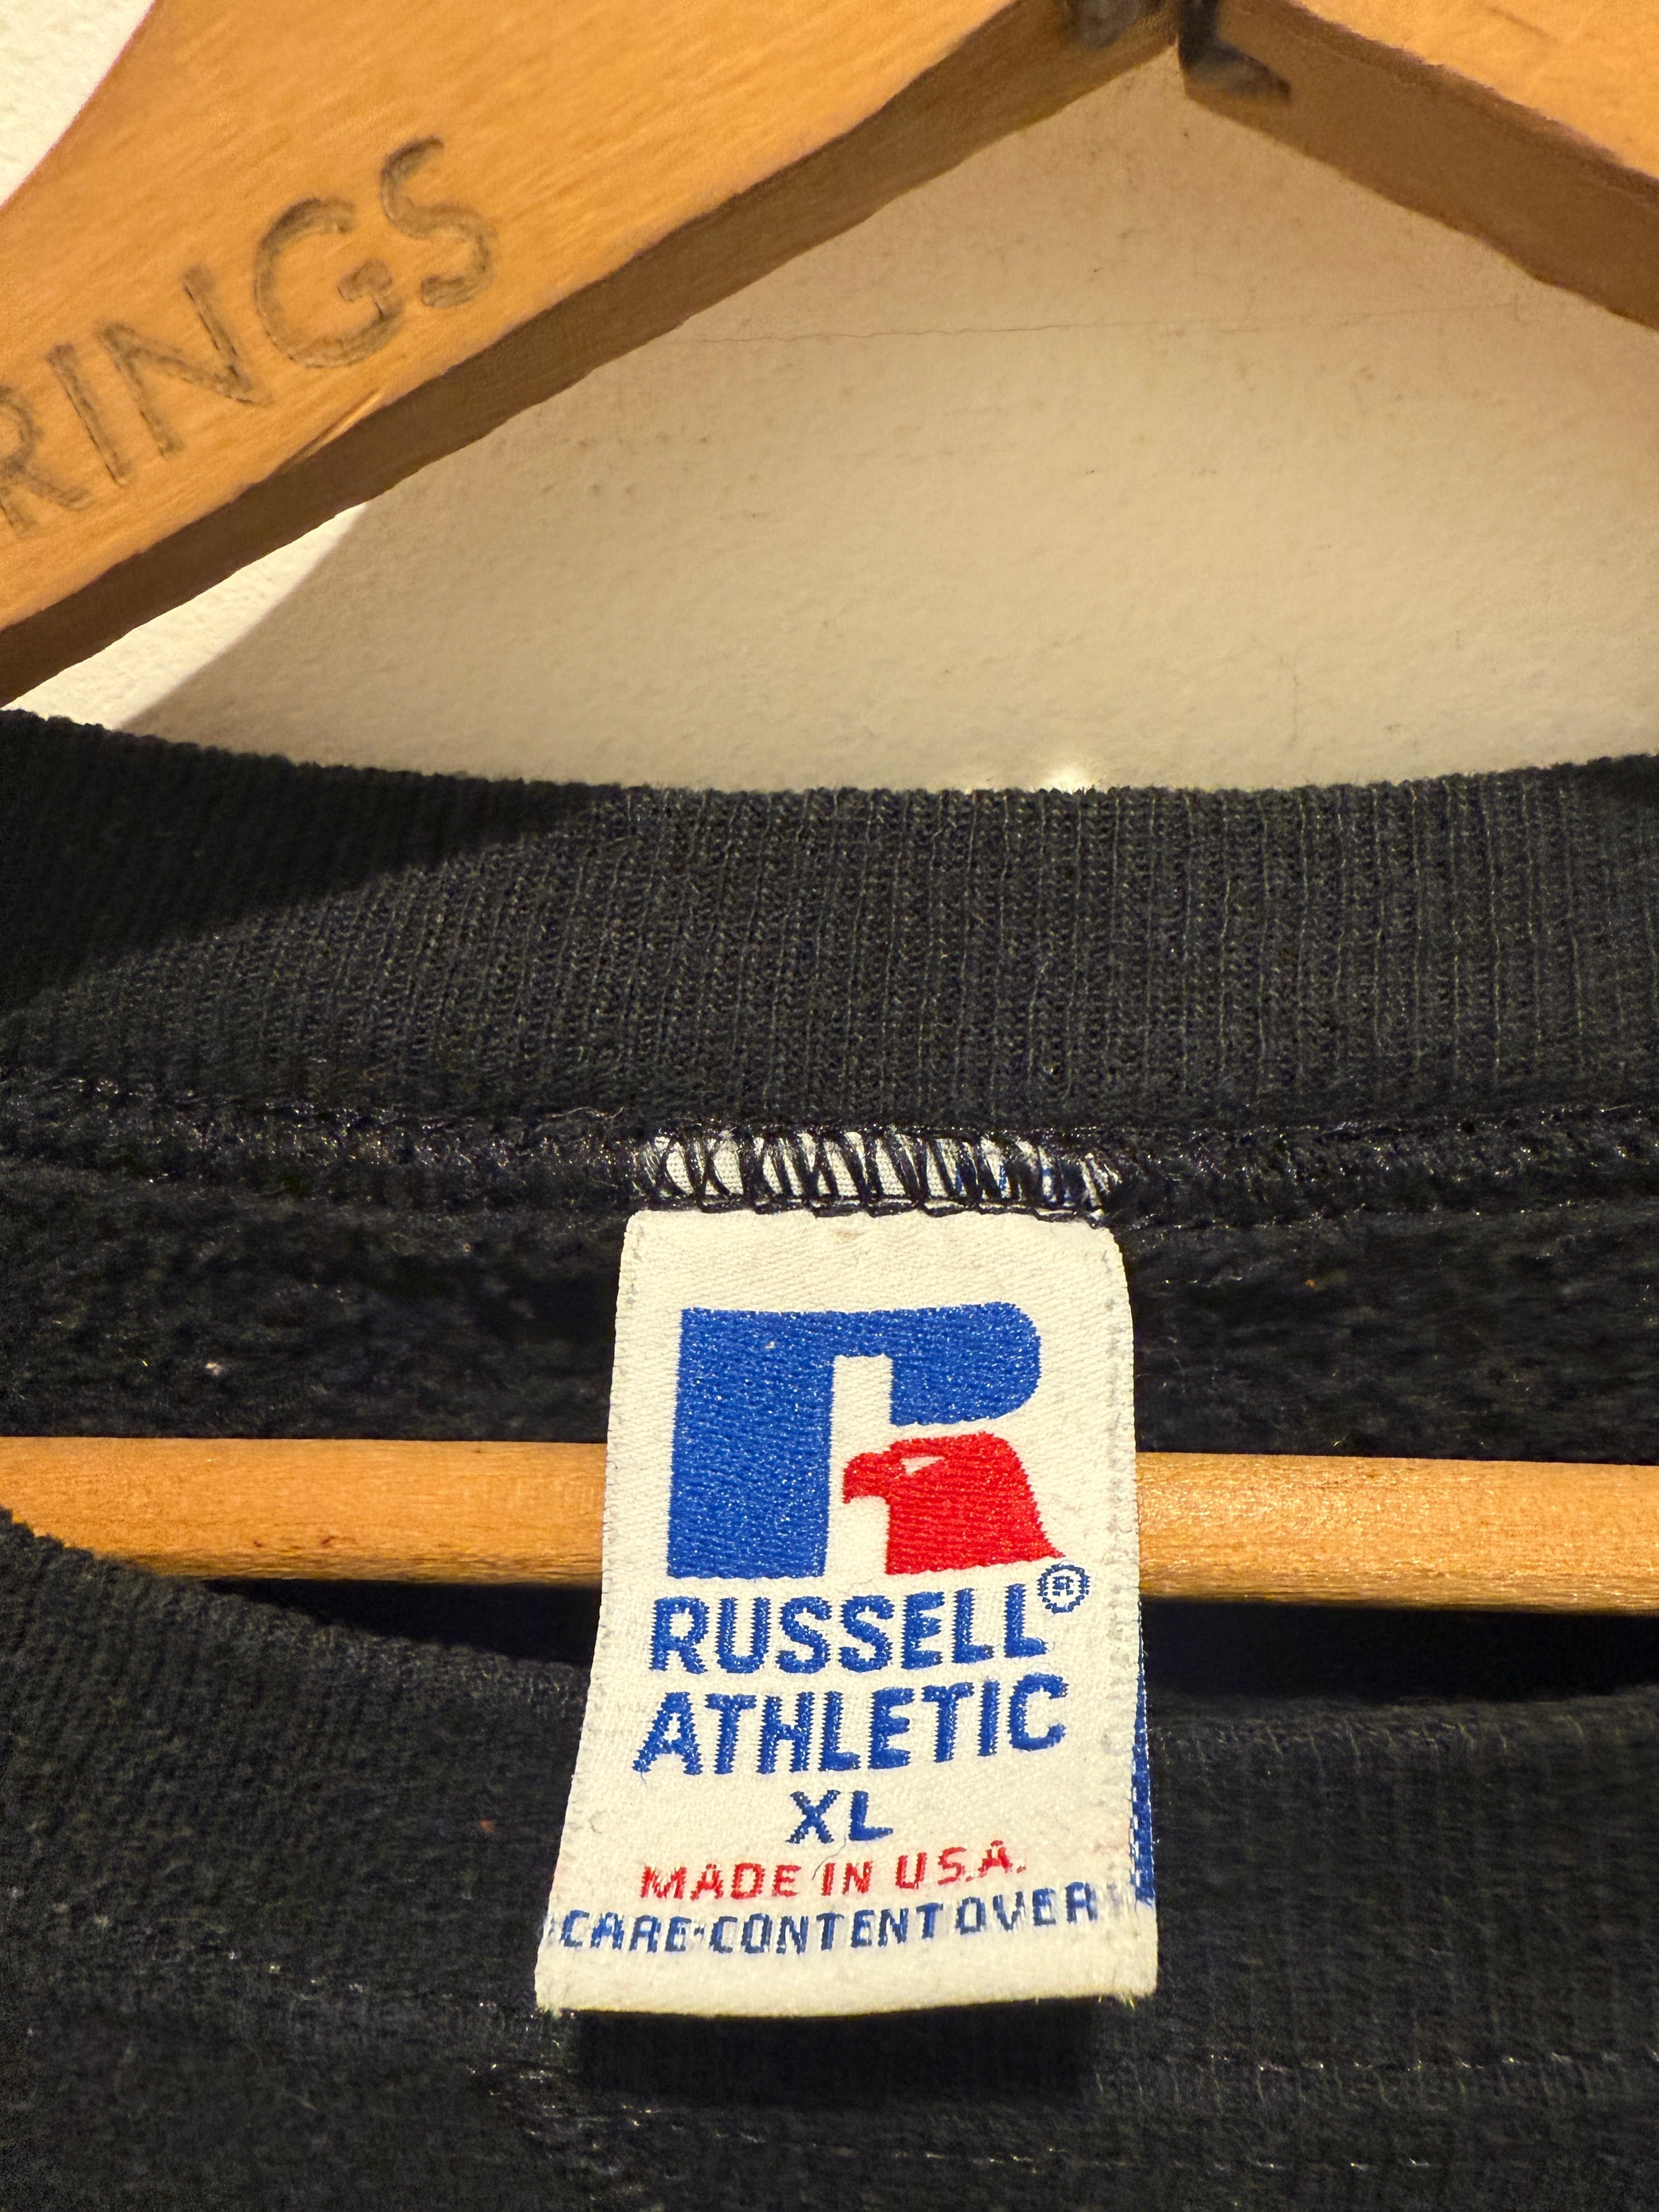 RINGS
RUSSELL®
ATHLETIC
XL
MADE IN U.S.A.
CARE·CONTENT OVER